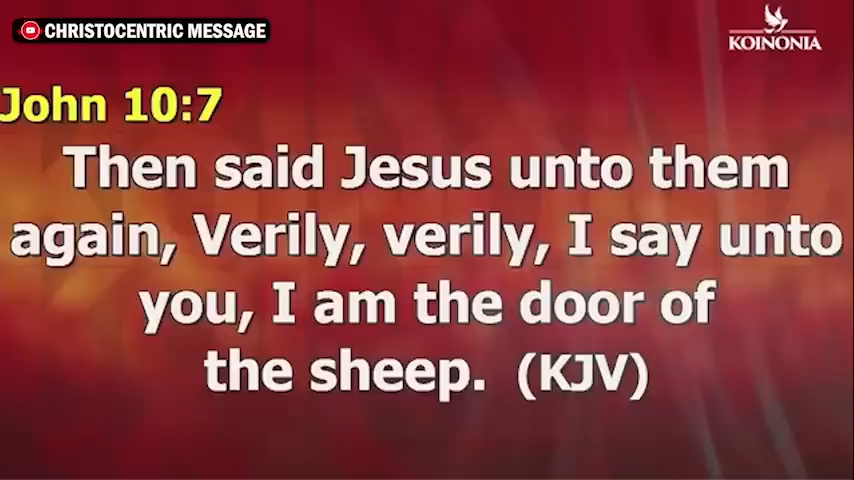 CHRISTOCENTRIC MESSAGE
KOINONIA
John 10:7
Then said Jesus unto them
again, Verily, verily, I say unto
you, I am the door of
the sheep. (KJV)